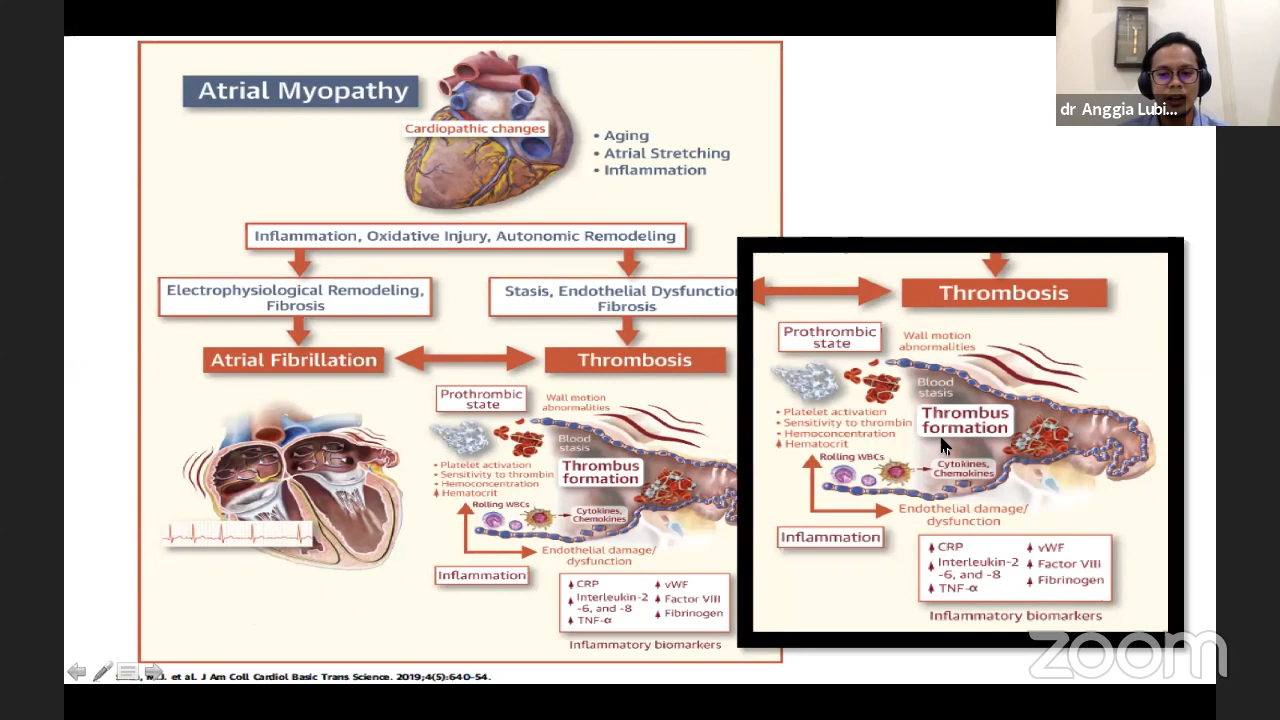 Atrial Myopathy
Cardiopathic changes
• Aging
• Atrial Stretching
• Inflammation
Inflammation, Oxidative Injury, Autonomic Remodeling
Electrophysiological Remodeling,
Fibrosis
Stasis, Endothelial Dysfunction
Fibrosis
Atrial Fibrillation
Thrombosis
Prothrombic
state
Wall motion
abnormalities
Blood
stasis
• Platelet activation
• Sensitivity to thrombin
• Hemoconcentration
Hematocrit
Thrombus
formation
Rolling WBCs
Cytokines,
Chemokines
Endothelial damage/
dysfunction
Inflammation
CRP
Interleukin-2
-6, and -8
TNF-α
vWF
Factor VIII
Fibrinogen
Inflammatory biomarkers
Thrombosis
Prothrombic
state
Wall motion
abnormalities
Blood
stasis
• Platelet activation
• Sensitivity to thrombin
• Hemoconcentration
Hematocrit
Thrombus
formation
Rolling WBCs
Cytokines,
Chemokines
Endothelial damage/
dysfunction
Inflammation
CRP
Interleukin-2
-6, and -8
TNF-α
vWF
Factor VIII
Fibrinogen
Inflammatory biomarkers
et al. J Am Coll Cardiol Basic Trans Science. 2019;4(5):640-54.
dr Anggia Lubi...
zoom